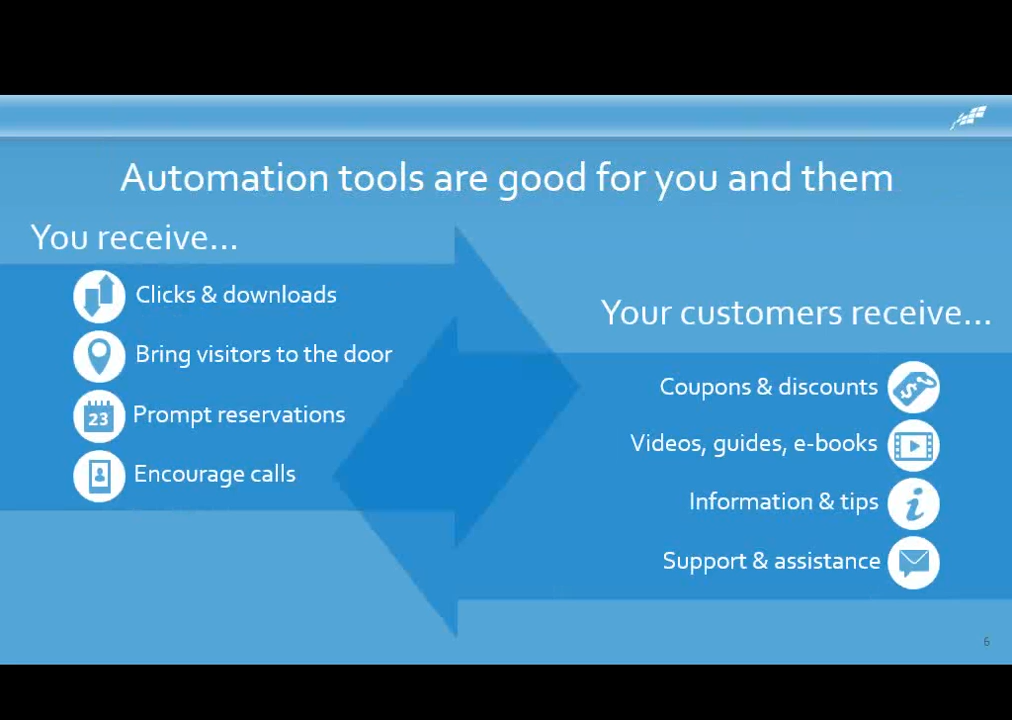 Automation tools are good for you and them
You receive...
Clicks & downloads
Bring visitors to the door
23
Prompt reservations
Encourage calls
Your customers receive...
Coupons & discounts
$
Videos, guides, e-books
Information & tips
i
Support & assistance
6